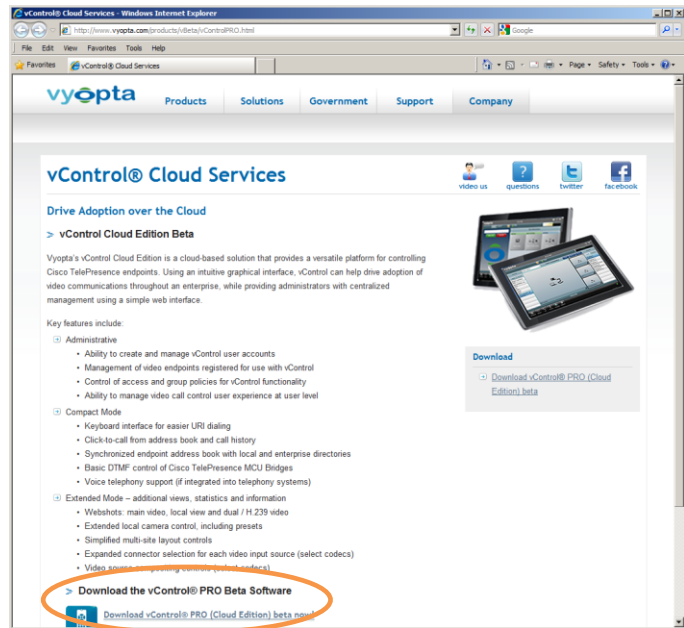 vControl® Cloud Services - Windows Internet Explorer
http://www.vyopta.com/products/vBeta/vControlPRO.html
Google
File Edit View Favorites Tools Help
Favorites vControl® Cloud Services Page Safety Tools
vyopta
Products Solutions Government Support Company
vControl® Cloud Services
video us questions twitter facebook
Drive Adoption over the Cloud
> vControl Cloud Edition Beta
Vyopta's vControl Cloud Edition is a cloud-based solution that provides a versatile platform for controlling
Cisco TelePresence endpoints. Using an intuitive graphical interface, vControl can help drive adoption of
video communications throughout an enterprise, while providing administrators with centralized
management using a simple web interface.
Key features include:
Administrative
• Ability to create and manage vControl user accounts
• Management of video endpoints registered for use with vControl
• Control of access and group policies for vControl functionality
• Ability to manage video call control user experience at user level
Compact Mode
• Keyboard interface for easier URI dialing
• Click-to-call from address book and call history
• Synchronized endpoint address book with local and enterprise directories
• Basic DTMF control of Cisco TelePresence MCU Bridges
• Voice telephony support (if integrated into telephony systems)
Extended Mode – additional views, statistics and information
• Webshots: main video, local view and dual / H.239 video
• Extended local camera control, including presets
• Simplified multi-site layout controls
• Expanded connector selection for each video input source (select codecs)
• Video source compositing controls (select codecs)
> Download the vControl® PRO Beta Software
Download vControl® PRO (Cloud Edition) beta now!
Download
Download vControl® PRO (Cloud
Edition) beta